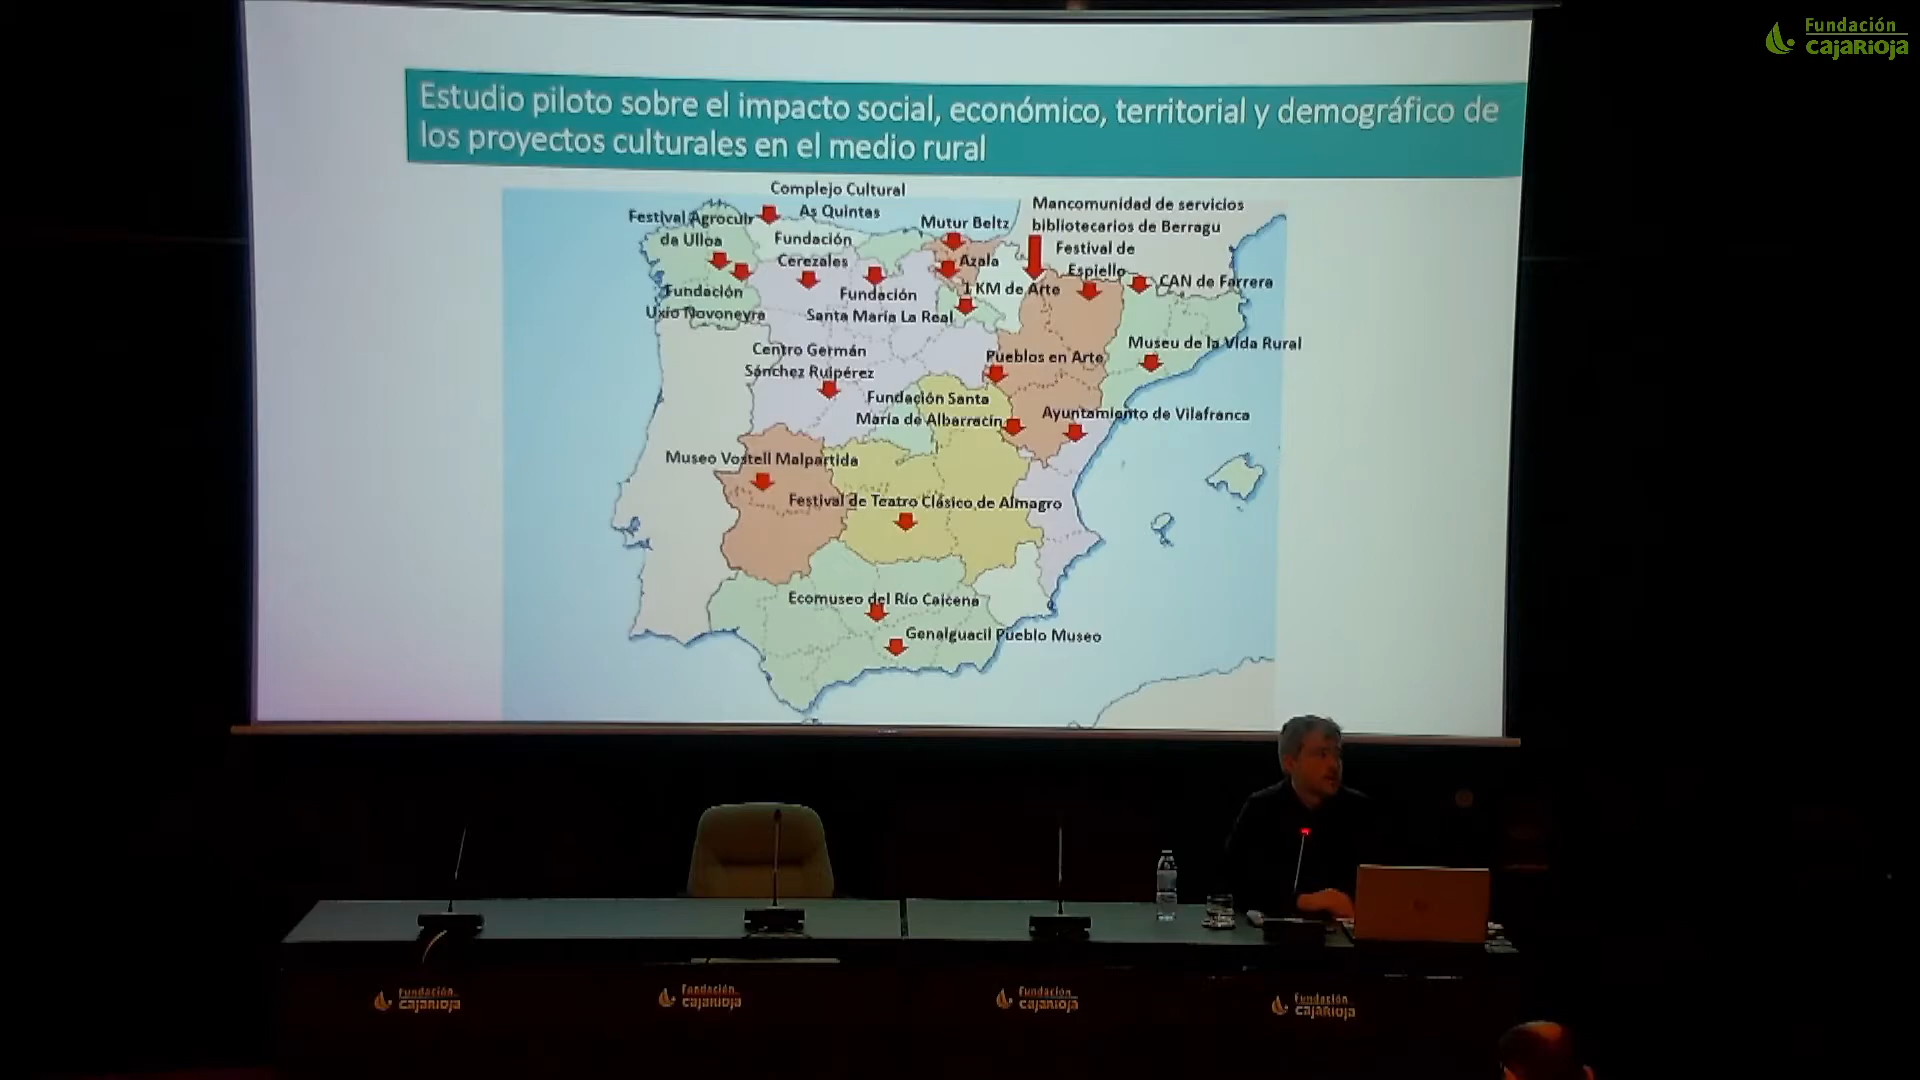 Fundación
CAJARIOJA
Estudio piloto sobre el impacto social, económico, territorial y demográfico de
los proyectos culturales en el medio rural
Complejo Cultural
As Quintas
Festival Agrocuir
da Ulloa
Fundación
Cerezales
Mutur Beltz
Mancomunidad de servicios
bibliotecarios de Berragu
Festival de
Espiello
Azala
CAN de Farrera
1 KM de Arte
Fundación
Uxío Novoneyra
Fundación
Santa María La Real
Centro Germán
Sánchez Ruipérez
Pueblos en Arte
Museu de la Vida Rural
Fundación Santa
María de Albarracín
Ayuntamiento de Vilafranca
Museo Vostell Malpartida
Festival de Teatro Clásico de Almagro
Ecomuseo del Río Caicena
Genalguacil Pueblo Museo
Fundación
CAJARIOJA
Fundación
CAJARIOJA
Fundación
CAJARIOJA
Fundación
CAJARIOJA